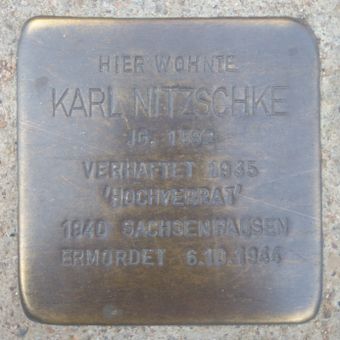 HIER WOHNTE
KARL NITZSCHKE
JG.
VERHAFTET 1935
'HOCHVERRAT'
1940 SACHSENHAUSEN
ERMORDET 6.10.1944